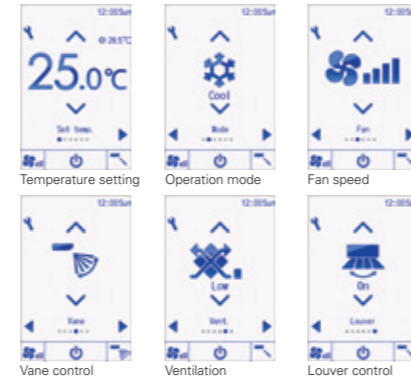 12:00Sun 12:00Sun 12:00Sun
28.5°C
25.0°C
Cool
Set temp. Mode Fan
Temperature setting Operation mode Fan speed
12:00Sun 12:00Sun 12:00Sun
Low On
Vane Vent. Louver
Vane control Ventilation Louver control